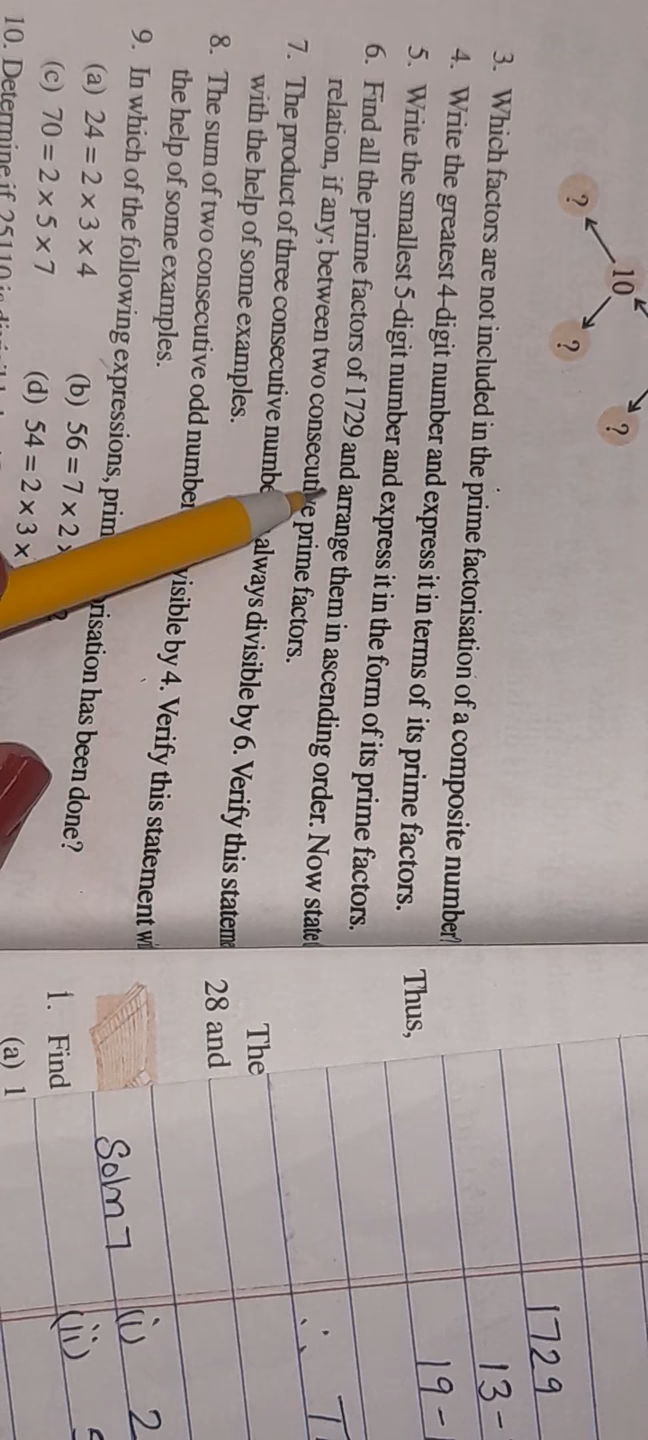 10
?
?
?
3. Which factors are not included in the prime factorisation of a composite number?
4. Write the greatest 4-digit number and express it in terms of its prime factors.
5. Write the smallest 5-digit number and express it in the form of its prime factors.
6. Find all the prime factors of 1729 and arrange them in ascending order. Now state
relation, if any; between two consecutive prime factors.
7. The product of three consecutive numbe always divisible by 6. Verify this stateme
with the help of some examples.
8. The sum of two consecutive odd number visible by 4. Verify this statement wi
the help of some examples.
9. In which of the following expressions, prim risation has been done?
(a) 24 = 2 × 3 × 4
(b) 56 = 7 × 2 ×
(c) 70 = 2 × 5 × 7
(d) 54 = 2 × 3 ×
10. Determine if 25110 is
Thus,
The
28 and
1. Find
(a) 1
1729
13 -
19 -
∴ T
Soln 7 (i) 2
(ii)